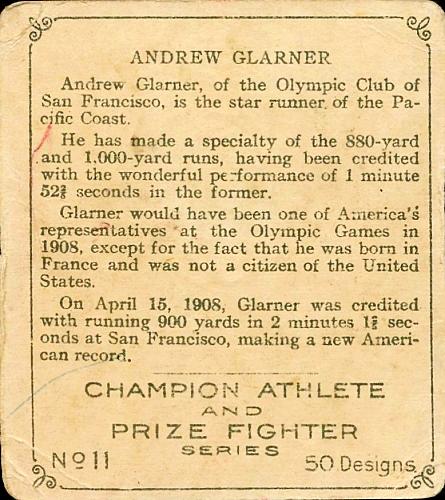 ANDREW GLARNER
Andrew Glarner, of the Olympic Club of
San Francisco, is the star runner of the Pa-
cific Coast.
He has made a specialty of the 880-yard
and 1,000-yard runs, having been credited
with the wonderful performance of 1 minute
52⅖ seconds in the former.
Glarner would have been one of America's
representatives at the Olympic Games in
1908, except for the fact that he was born in
France and was not a citizen of the United
States.
On April 15, 1908, Glarner was credited
with running 900 yards in 2 minutes 1⅖ sec-
onds at San Francisco, making a new Ameri-
can record.
CHAMPION ATHLETE
AND
PRIZE FIGHTER
SERIES
No 11
50 Designs